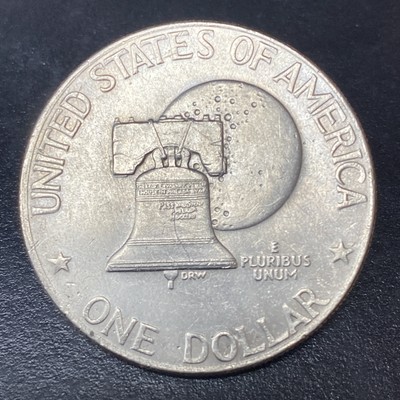 UNITED STATES OF AMERICA
E
PLURIBUS
UNUM
DRW
ONE DOLLAR